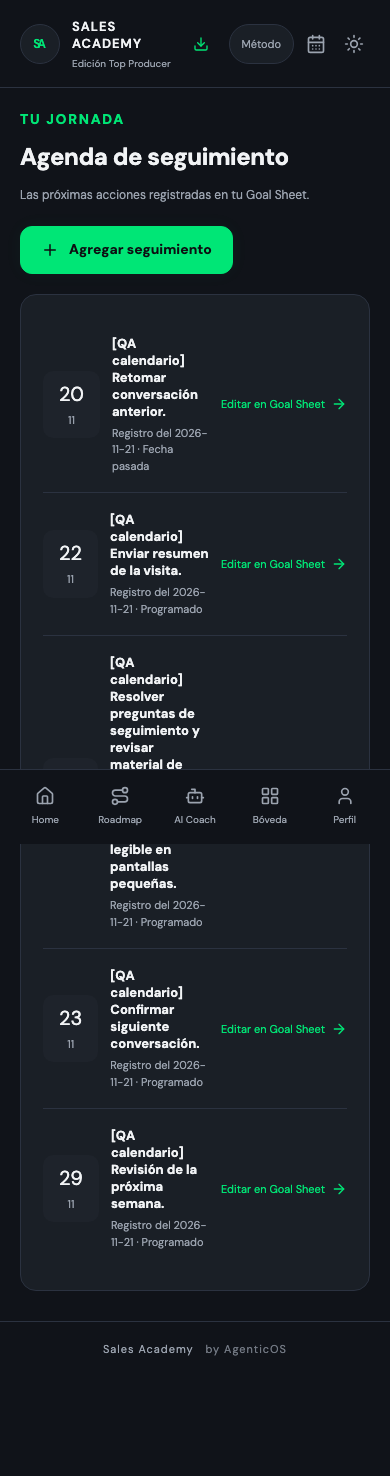 SA
SALES
ACADEMY
Edición Top Producer
Método
TU JORNADA
Agenda de seguimiento
Las próximas acciones registradas en tu Goal Sheet.
+ Agregar seguimiento
20
11
[QA
calendario]
Retomar
conversación
anterior.
Registro del 2026-
11-21 · Fecha
pasada
Editar en Goal Sheet →
22
11
[QA
calendario]
Enviar resumen
de la visita.
Registro del 2026-
11-21 · Programado
Editar en Goal Sheet →
[QA
calendario]
Resolver
preguntas de
seguimiento y
revisar
material de
Home
Roadmap
AI Coach
Bóveda
Perfil
legible en
pantallas
pequeñas.
Registro del 2026-
11-21 · Programado
23
11
[QA
calendario]
Confirmar
siguiente
conversación.
Registro del 2026-
11-21 · Programado
Editar en Goal Sheet →
29
11
[QA
calendario]
Revisión de la
próxima
semana.
Registro del 2026-
11-21 · Programado
Editar en Goal Sheet →
Sales Academy by AgenticOS